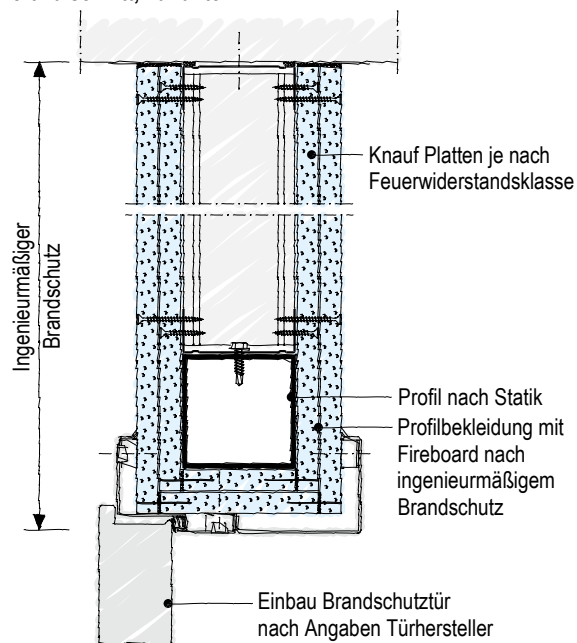 Knauf Platten je nach
Feuerwiderstandsklasse
Ingenieurmäßiger
Brandschutz
Profil nach Statik
Profilbekleidung mit
Fireboard nach
ingenieurmäßigem
Brandschutz
Einbau Brandschutztür
nach Angaben Türhersteller